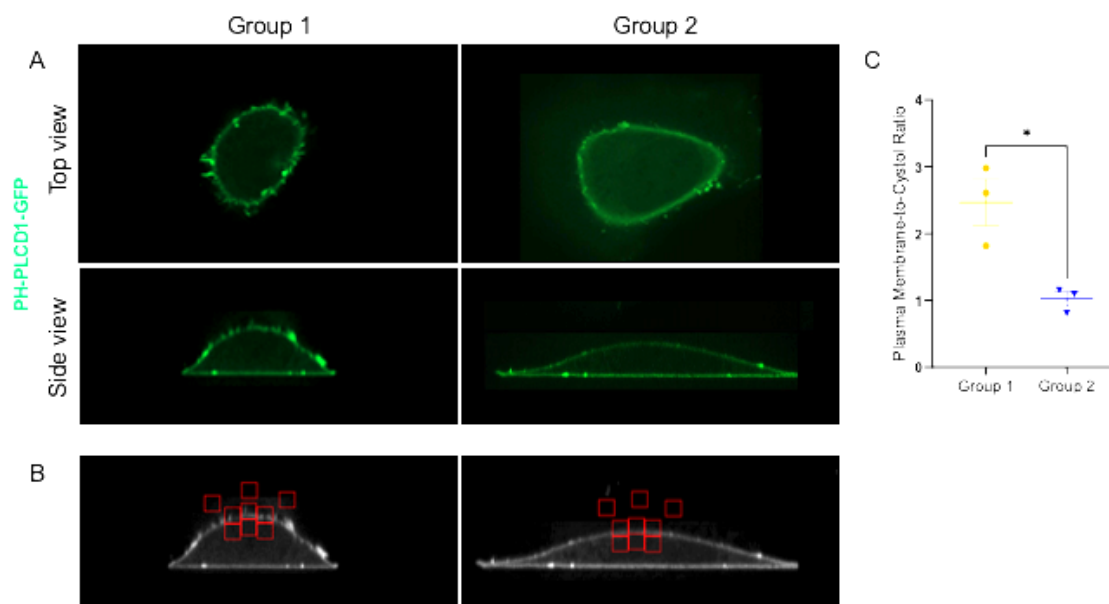 Group 1
Group 2
A
Top view
Side view
PH-PLCD1-GFP
B
C
Plasma Membrane-to-Cystol Ratio
4
3
2
1
0
*
Group 1
Group 2